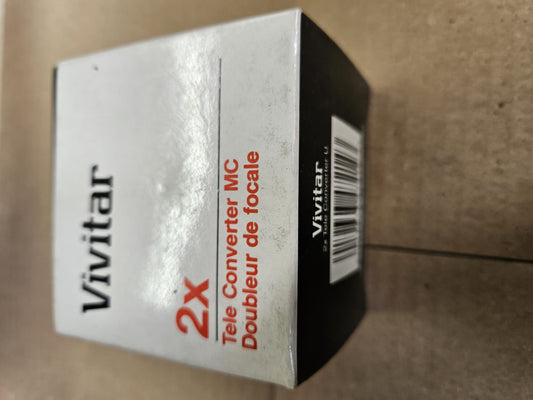 Vivitar
2x
Tele Converter MC
Doubleur de focale
Vivitar
2x Tele Converter U